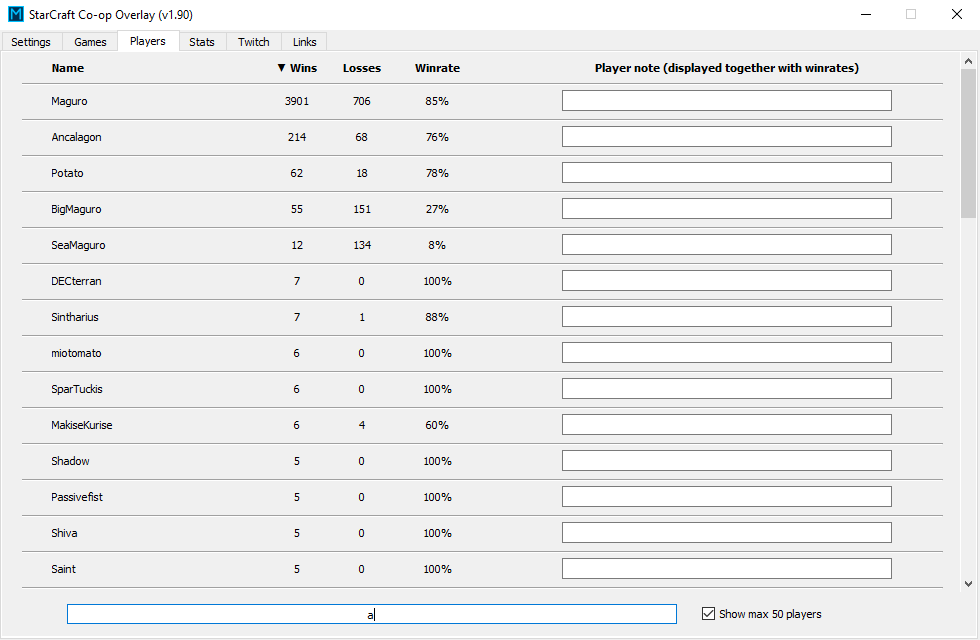 StarCraft Co-op Overlay (v1.90)
Settings Games Players Stats Twitch Links
Name ▼ Wins Losses Winrate Player note (displayed together with winrates)
Maguro 3901 706 85%
Ancalagon 214 68 76%
Potato 62 18 78%
BigMaguro 55 151 27%
SeaMaguro 12 134 8%
DECterran 7 0 100%
Sintharius 7 1 88%
miotomato 6 0 100%
SparTuckis 6 0 100%
MakiseKurise 6 4 60%
Shadow 5 0 100%
Passivefist 5 0 100%
Shiva 5 0 100%
Saint 5 0 100%
a Show max 50 players